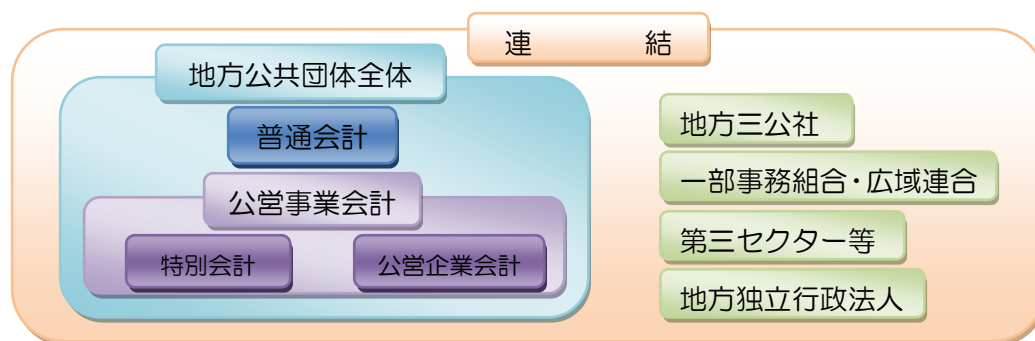 連　結
地方公共団体全体
普通会計
公営事業会計
特別会計
公営企業会計
地方三公社
一部事務組合・広域連合
第三セクター等
地方独立行政法人